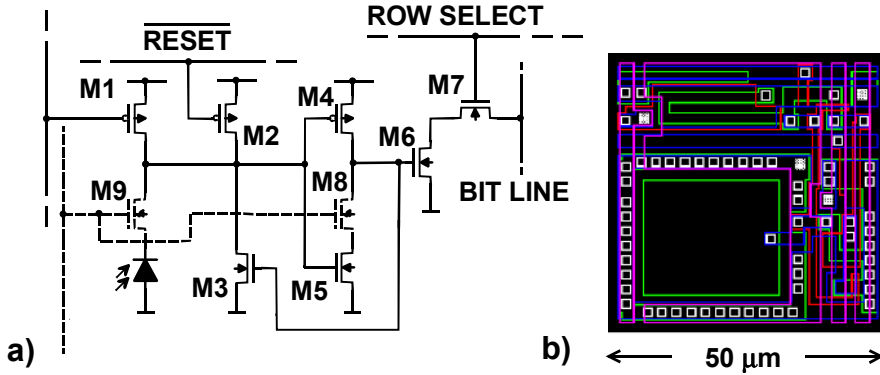 ROW SELECT
RESET
M1
M4
M7
M2
M6
M9
M8
BIT LINE
M3
M5
a)
b)
50 μm